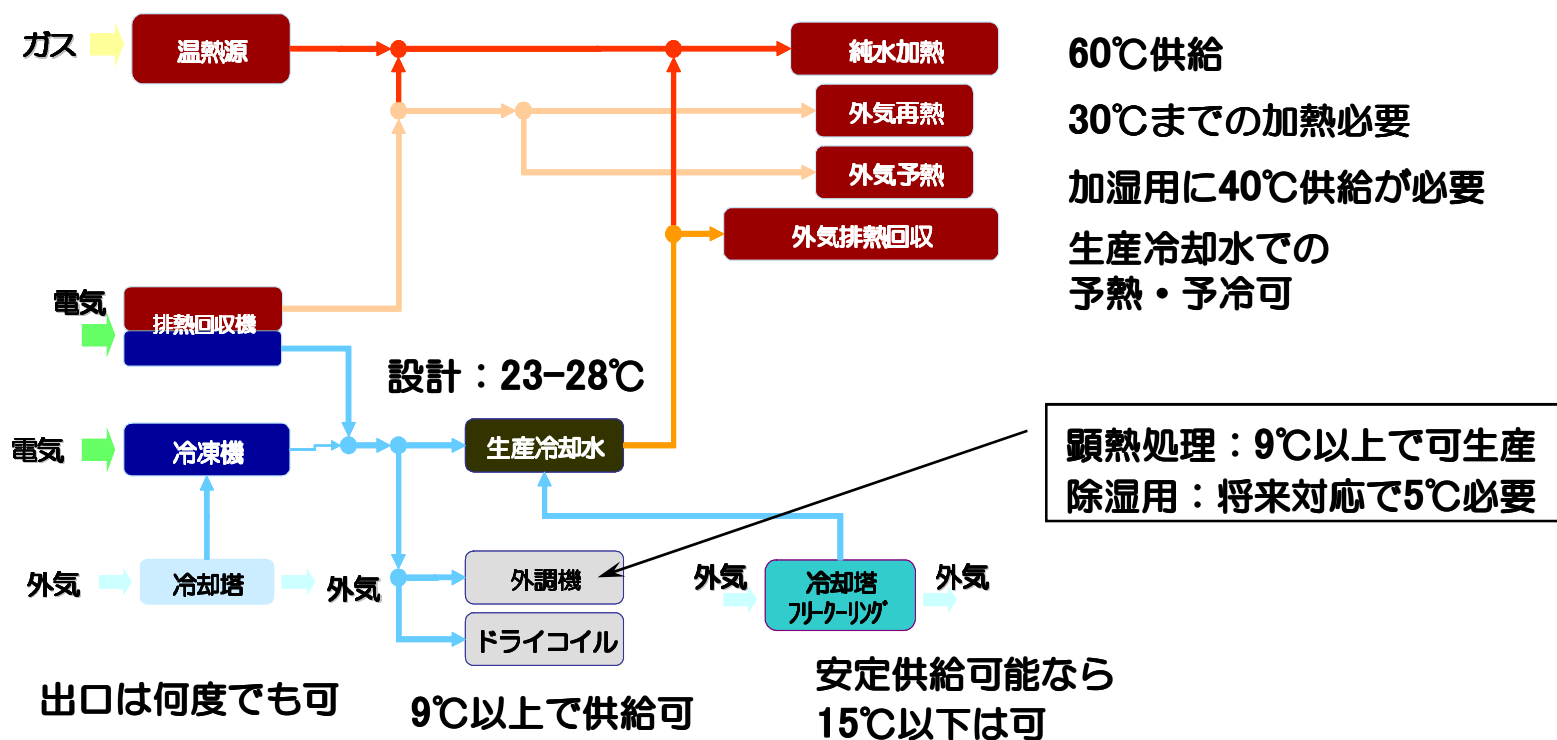 ガス
温熱源
純水加熱
60℃供給
外気再熱
30℃までの加熱必要
外気予熱
加湿用に40℃供給が必要
外気排熱回収
生産冷却水での
予熱・予冷可
電気
排熱回収機
設計：23−28℃
電気
冷凍機
生産冷却水
顕熱処理：9℃以上で可生産
除湿用：将来対応で5℃必要
外気
冷却塔
外気
外調機
外気
冷却塔
フリークーリング
外気
ドライコイル
出口は何度でも可
9℃以上で供給可
安定供給可能なら
15℃以下は可